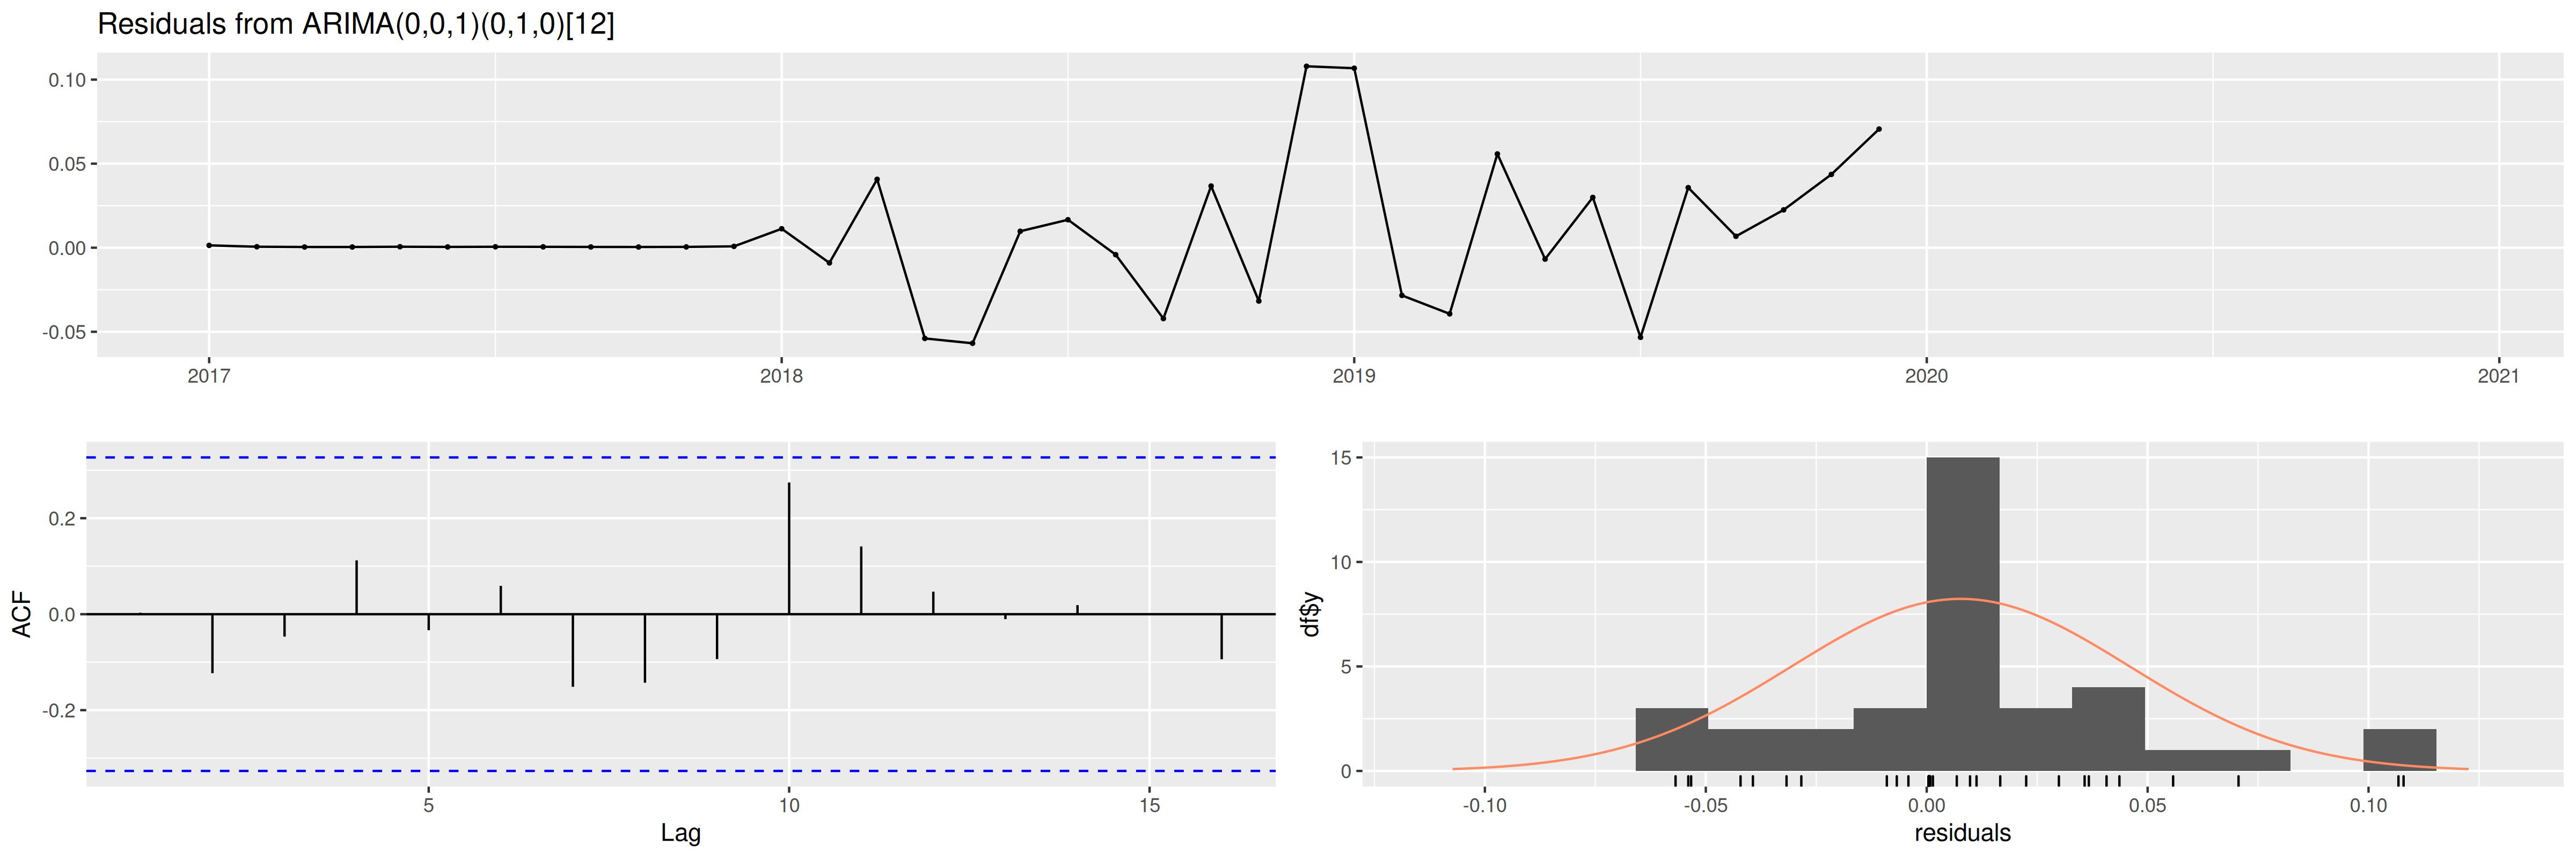 Residuals from ARIMA(0,0,1)(0,1,0)[12]
0.10
0.05
0.00
-0.05
2017 2018 2019 2020 2021
ACF
0.2
0.0
-0.2
5 10 15
Lag
df$y
15
10
5
0
-0.10 -0.05 0.00 0.05 0.10
residuals